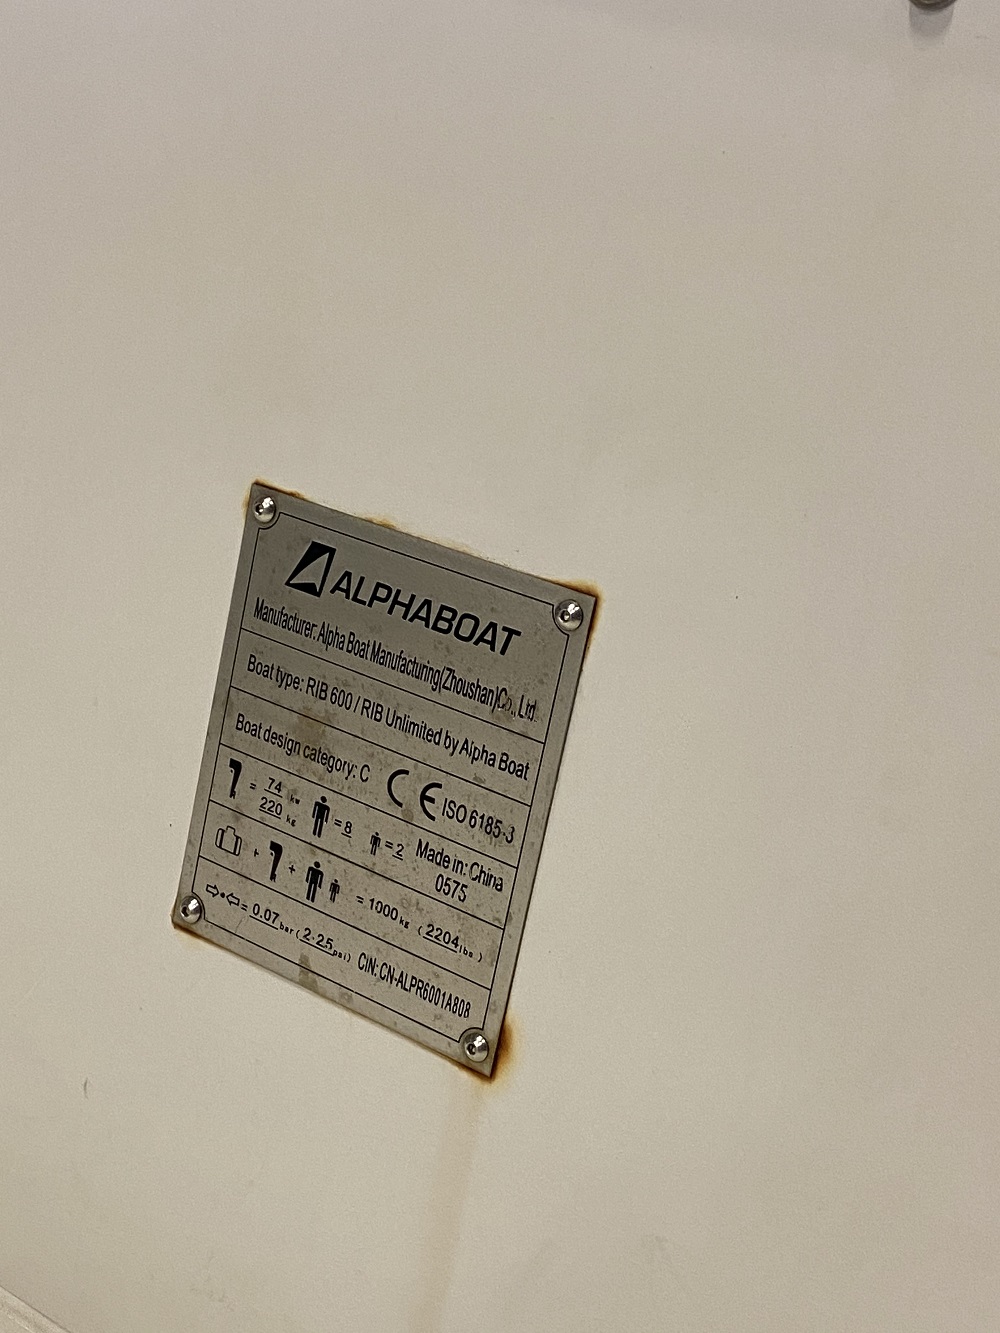 ALPHABOAT
Manufacturer: Alpha Boat Manufacturing(Zhoushan)Co., Ltd
Boat type: RIB 600 / RIB Unlimited by Alpha Boat
Boat design category: C CE ISO 6185-3
= 74 kw 220 kg = 8 = 2 Made in: China 0575
+ + = 1000 kg ( 2204 lbs )
= 0.07 bar ( 2.25 psi) CIN: CN-ALPR6001A808